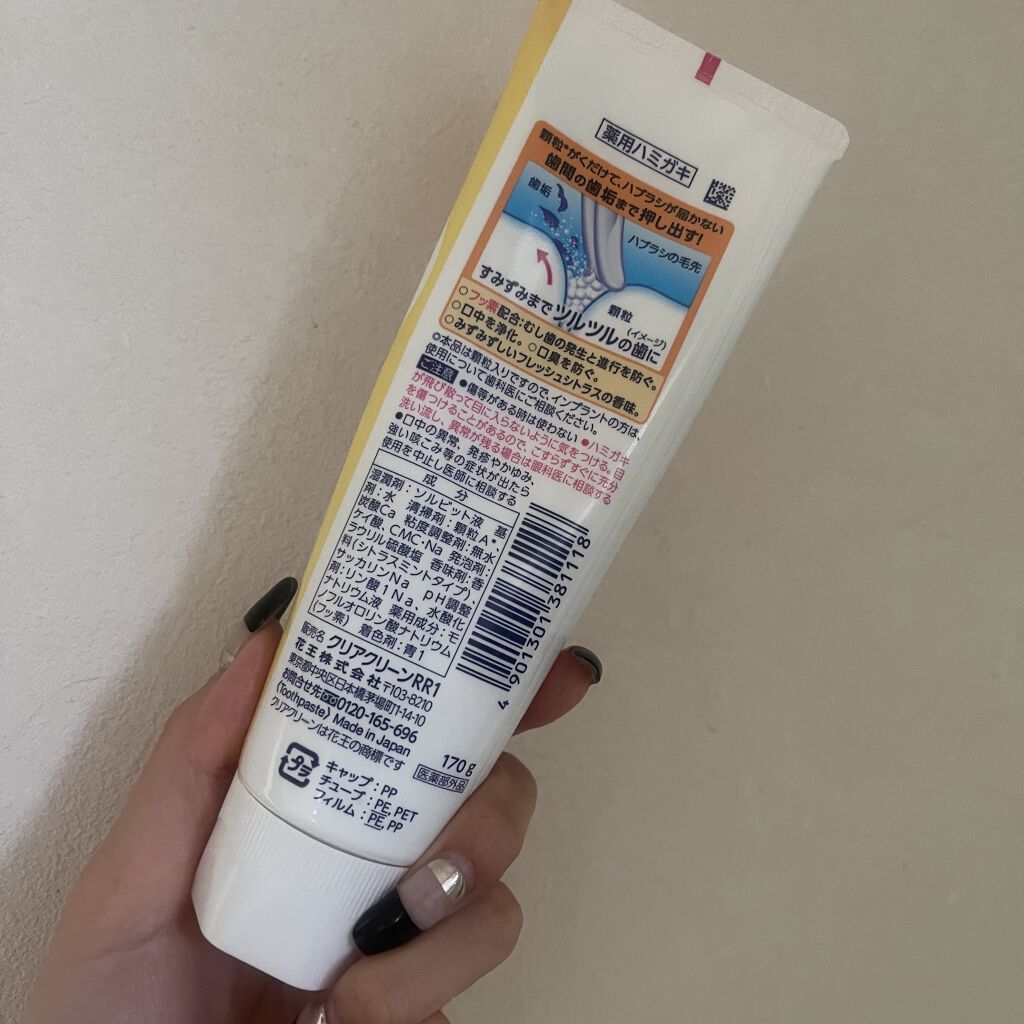 薬用ハミガキ
顆粒*がくだけて、ハブラシが届かない
歯間の歯垢まで押し出す!
歯垢
ハブラシの毛先
顆粒
(イメージ)
すみずみまでツルツルの歯に
○フッ素配合:むし歯の発生と進行を防ぐ。
○口中を浄化。○口臭を防ぐ。
○みずみずしいフレッシュシトラスの香味。
◎本品は顆粒入りですので、インプラントの方は、
使用について歯科医にご相談ください。
ご注意 ●傷等がある時は使わない ●ハミガキ
が飛び散って目に入らないように気をつける。目
を傷つけることがあるので、こすらずすぐに充分
洗い流し、異常が残る場合は眼科医に相談する
●口中の異常、発疹やかゆみ、
強い咳こみ等の症状が出たら
使用を中止し医師に相談する
成分
湿潤剤:ソルビット液 基
剤:水 清掃剤:顆粒A*、
炭酸Ca 粘度調整剤:無水
ケイ酸、CMC·Na 発泡剤:
ラウリル硫酸塩 香味剤:香
料(シトラスミントタイプ)、
サッカリンNa pH調整
剤:リン酸1Na、水酸化
ナトリウム液 薬用成分:モ
ノフルオロリン酸ナトリウム
(フッ素) 着色剤:青1
4 901301 381118
販売名 クリアクリーンRR1
花王株式会社 〒103-8210
東京都中央区日本橋茅場町1-14-10
お問合せ先 0120-165-696
〈Toothpaste〉 Made in Japan
クリアクリーンは花王の商標です
170g
医薬部外品
プラ
キャップ:PP
チューブ:PE, PET
フィルム:PE, PP